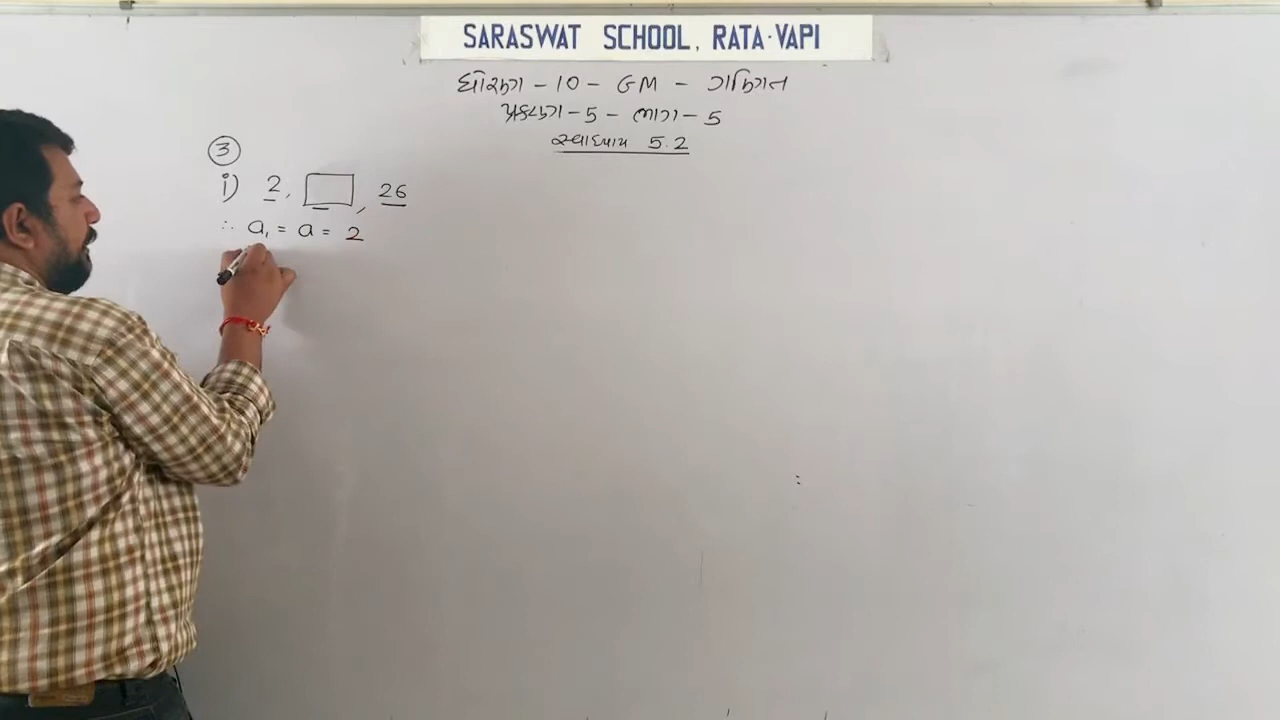 SARASWAT SCHOOL, RATA-VAPI
ધોરણ - 10 - GM - ગણિત
પ્રકરણ - 5 - ભાગ - 5
સ્વાધ્યાય 5.2
3
i) 2, , 26
∴ a₁ = a = 2